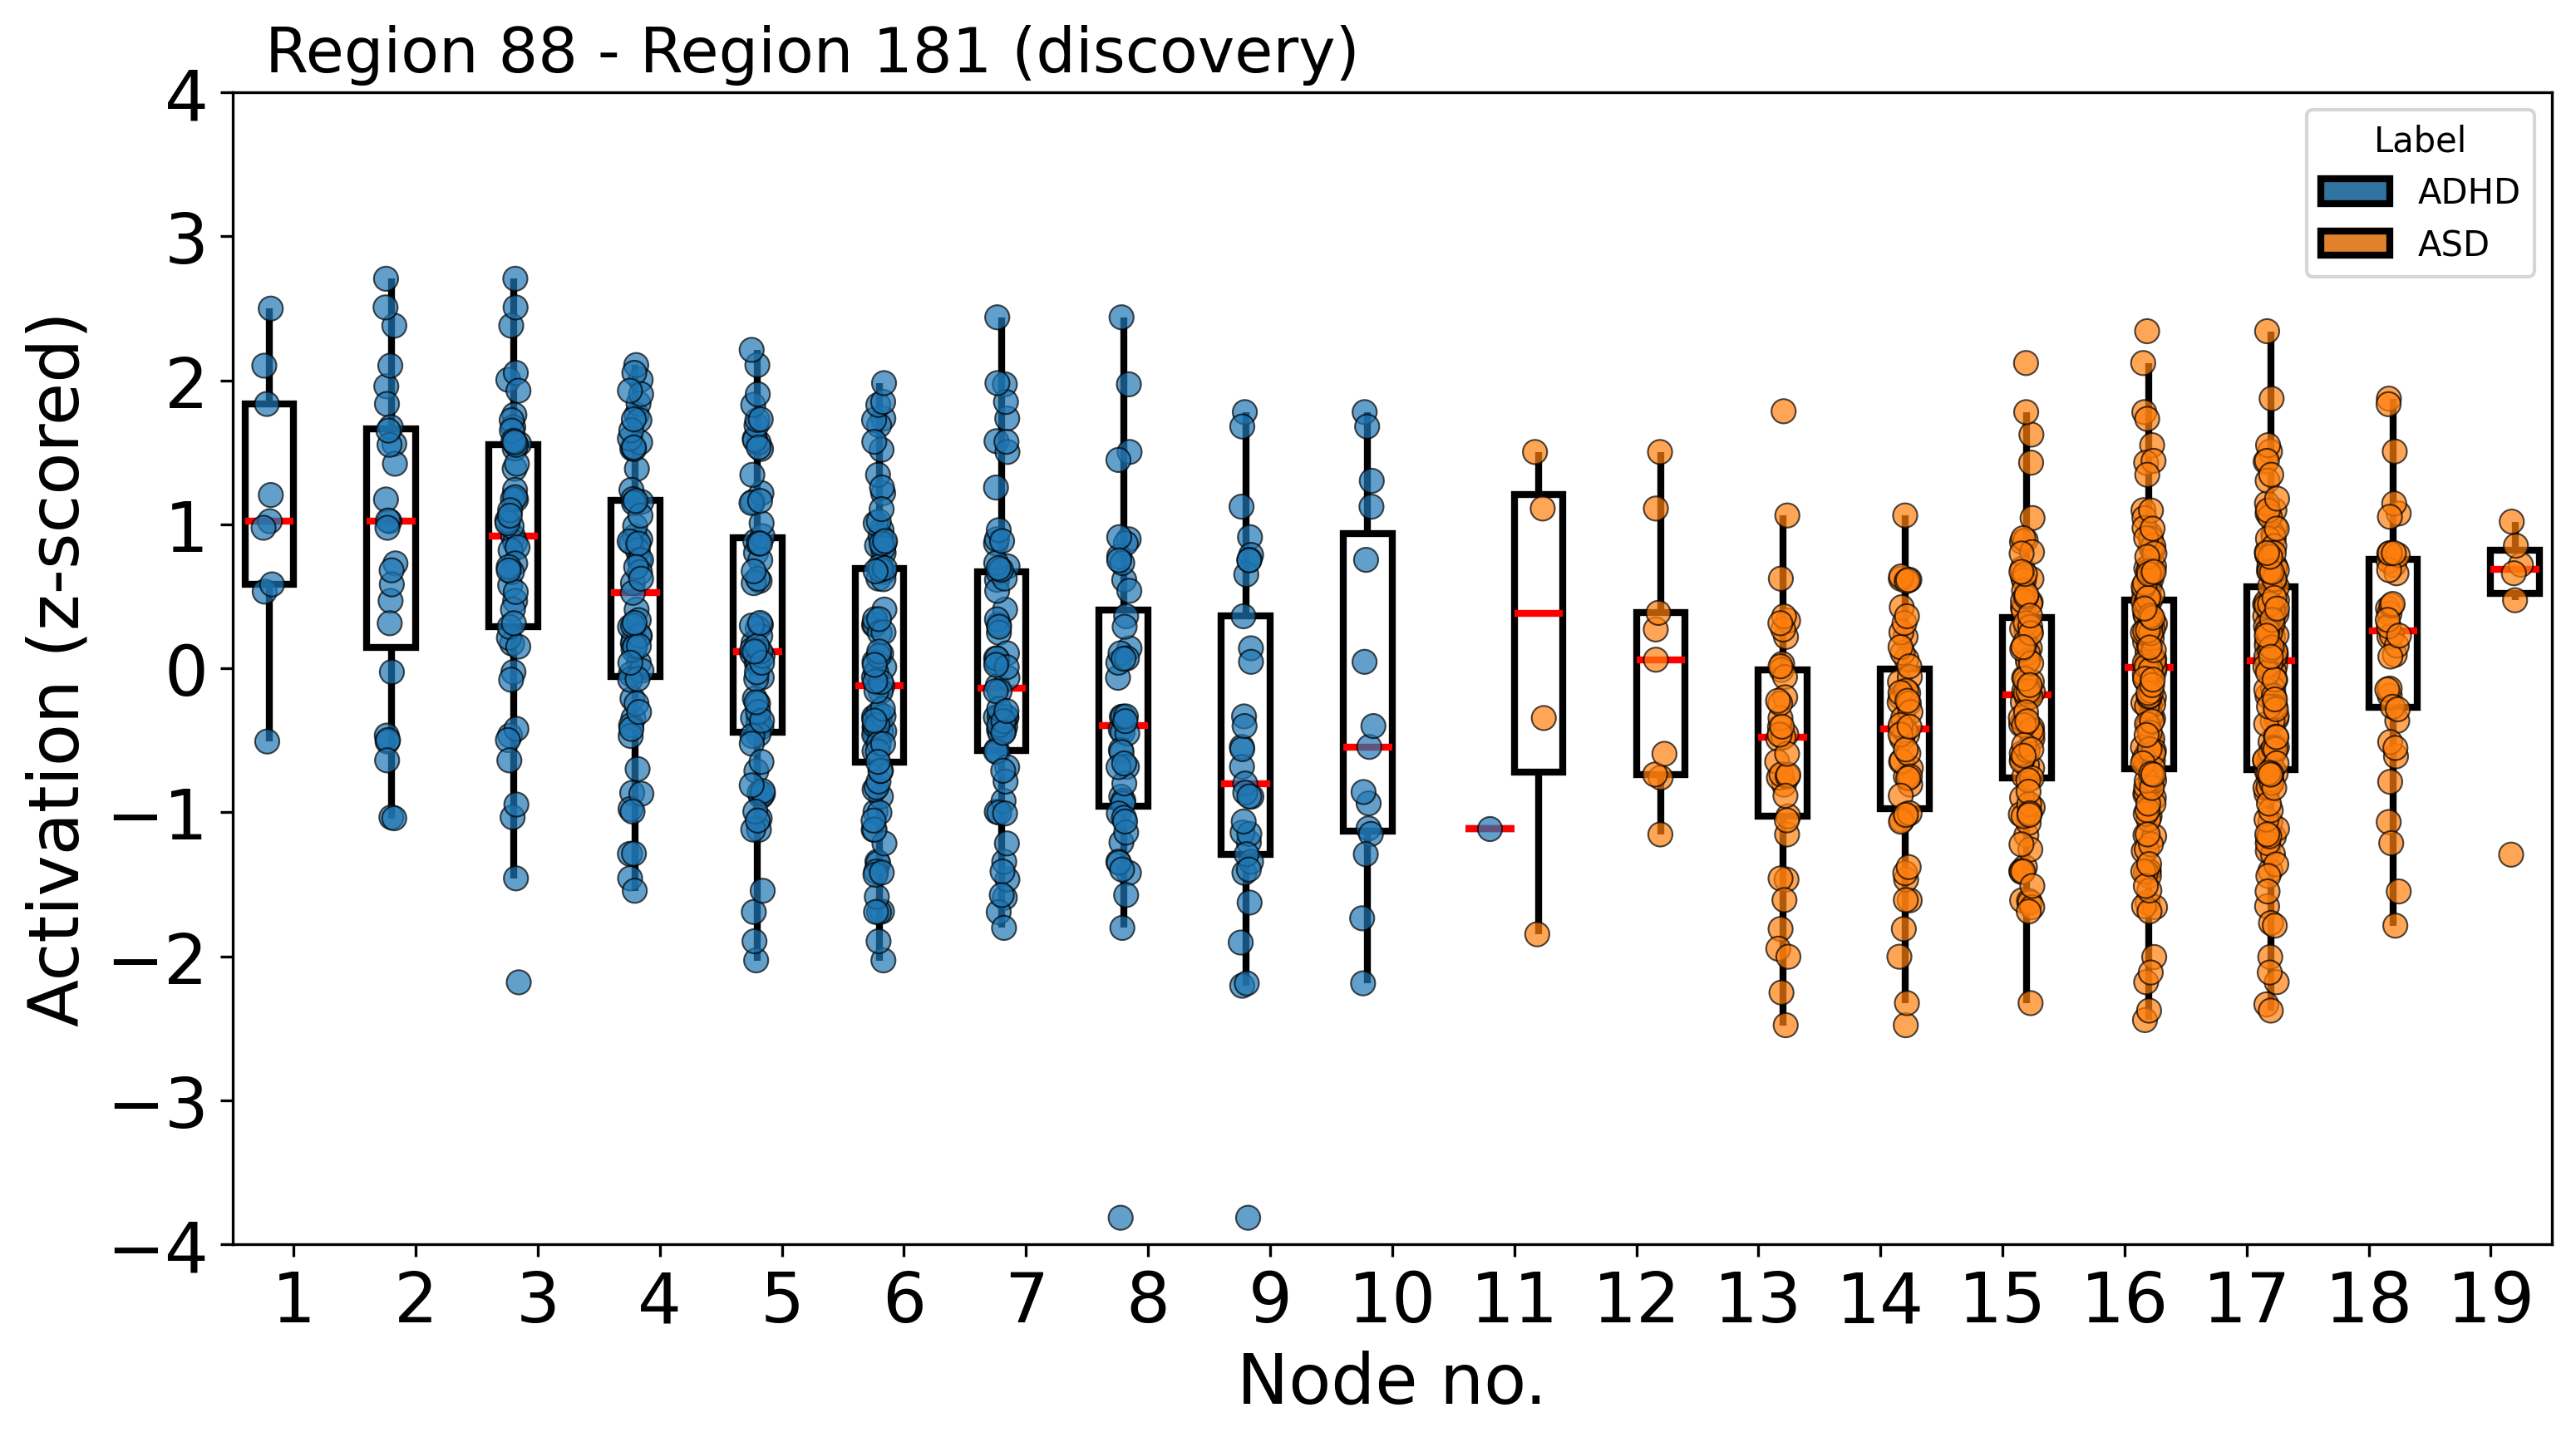 Region 88 - Region 181 (discovery)
Activation (z-scored)
4
3
2
1
0
−1
−2
−3
−4
Label
ADHD
ASD
1 2 3 4 5 6 7 8 9 10 11 12 13 14 15 16 17 18 19
Node no.